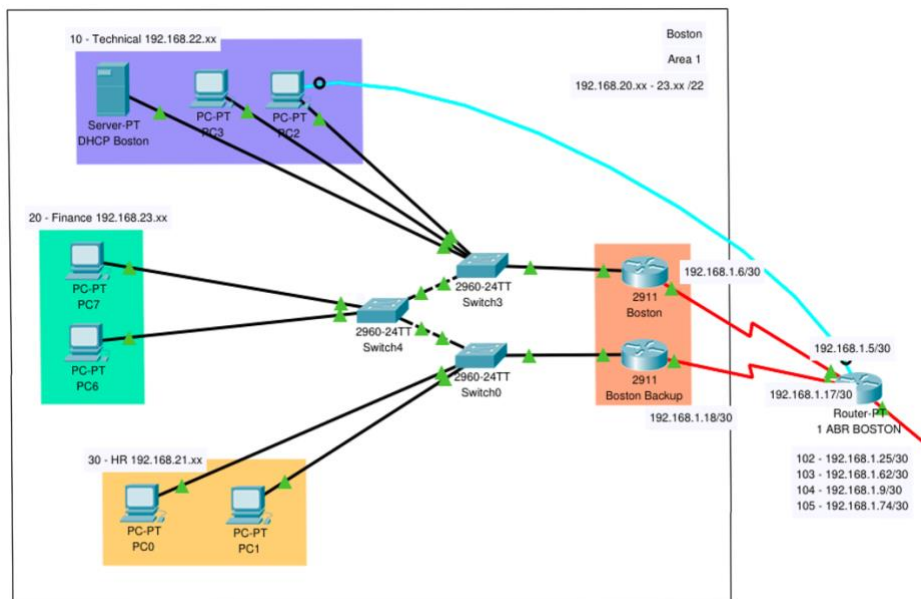 10 - Technical 192.168.22.xx
Boston
Area 1
192.168.20.xx - 23.xx /22
Server-PT
DHCP Boston
PC-PT
PC3
PC-PT
PC2
20 - Finance 192.168.23.xx
PC-PT
PC7
PC-PT
PC6
2960-24TT
Switch3
2960-24TT
Switch4
2960-24TT
Switch0
2911
Boston
192.168.1.6/30
2911
Boston Backup
192.168.1.18/30
192.168.1.5/30
192.168.1.17/30
Router-PT
1 ABR BOSTON
102 - 192.168.1.25/30
103 - 192.168.1.62/30
104 - 192.168.1.9/30
105 - 192.168.1.74/30
30 - HR 192.168.21.xx
PC-PT
PC0
PC-PT
PC1